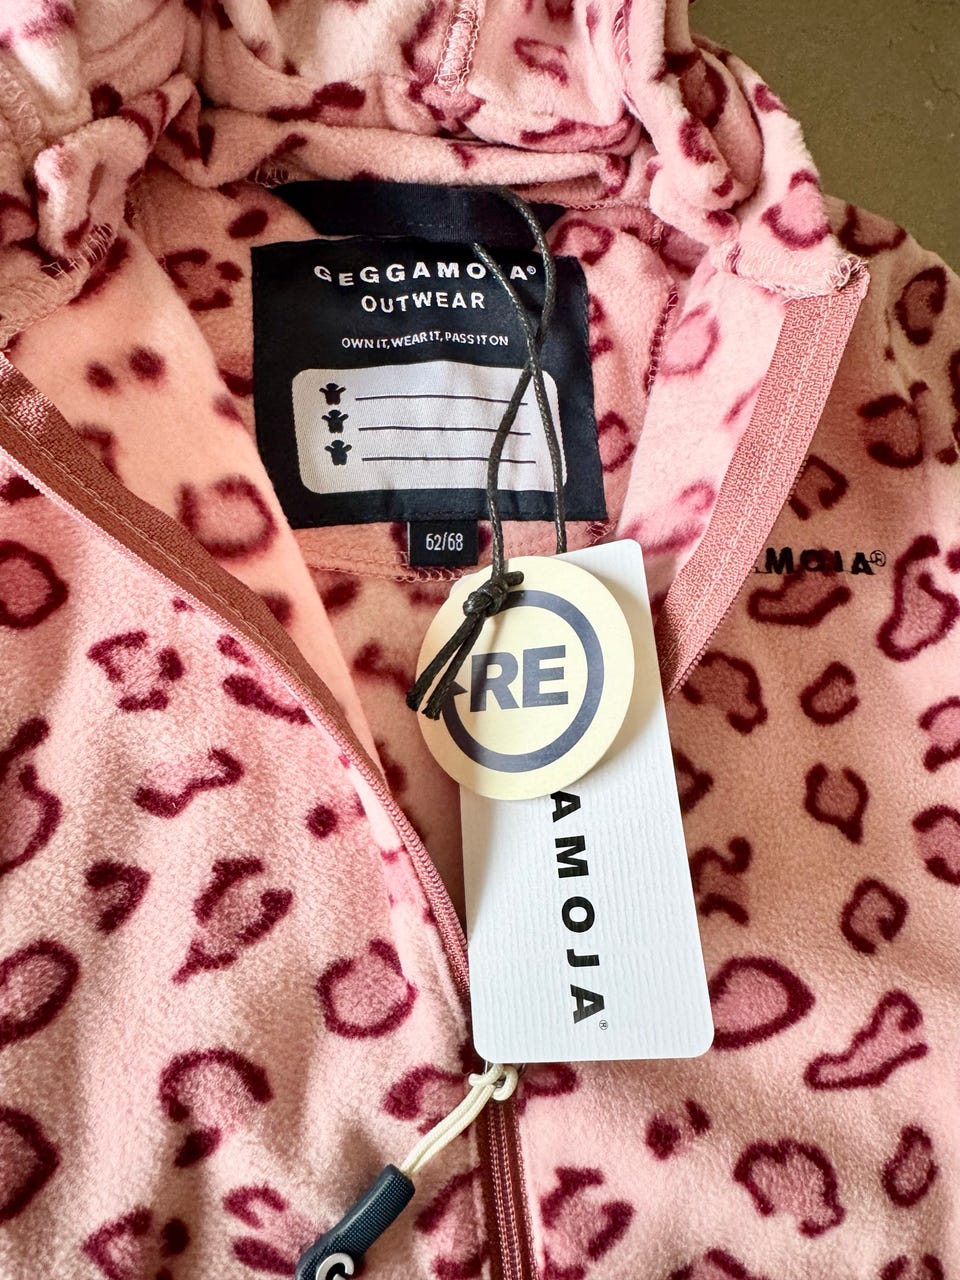 GEGGAMOJA®
OUTWEAR
OWN IT, WEAR IT, PASS IT ON
62/68
AMOJA®
RE
AMOJA®